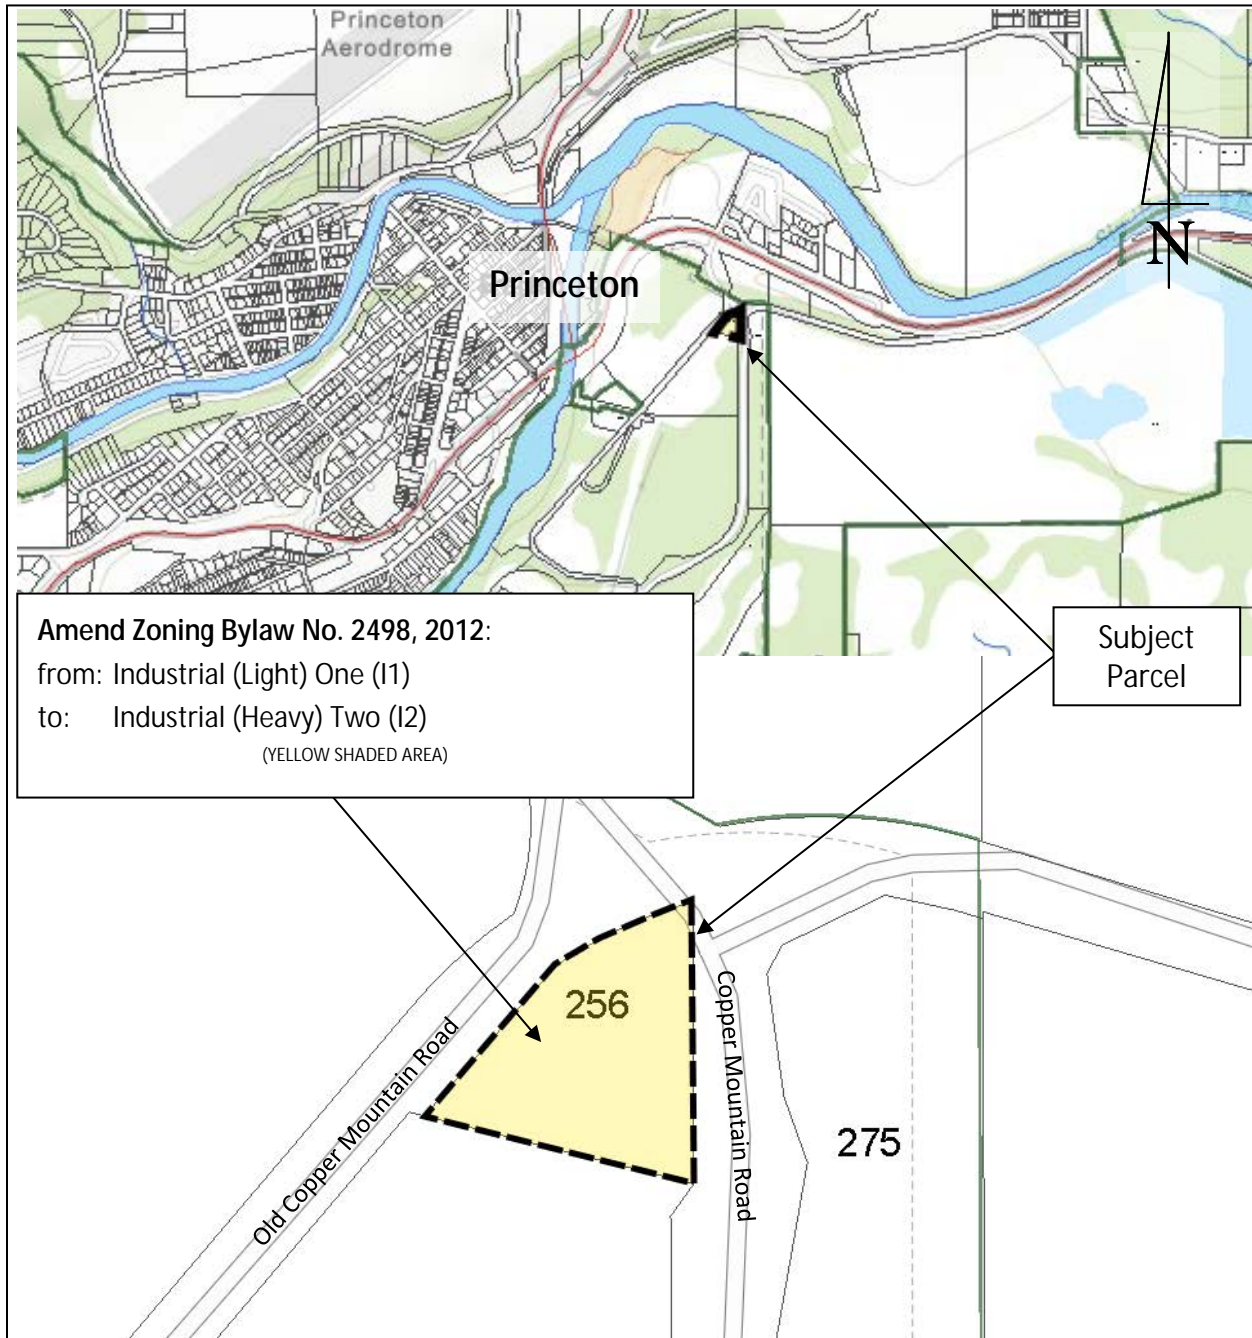 Princeton
Aerodrome
N
Princeton
Amend Zoning Bylaw No. 2498, 2012:
from: Industrial (Light) One (I1)
to: Industrial (Heavy) Two (I2)
(YELLOW SHADED AREA)
Subject
Parcel
256
Copper Mountain Road
Old Copper Mountain Road
275